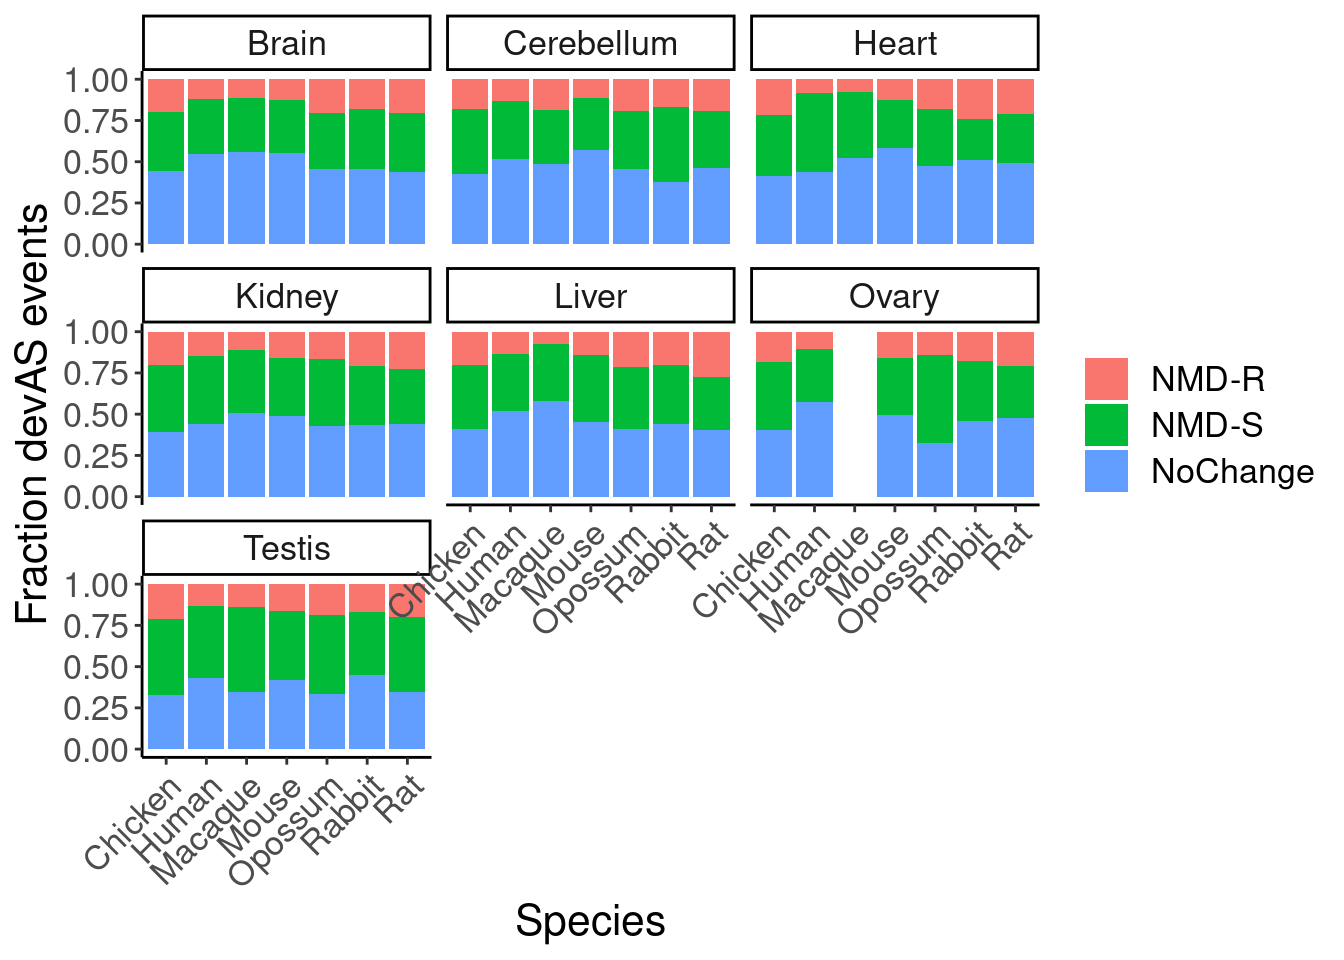 Brain Cerebellum Heart
1.00
0.75
0.50
0.25
0.00
Kidney Liver Ovary
1.00
0.75
0.50
0.25
0.00
Chicken Human Macaque Mouse Opossum Rabbit Rat Chicken Human Macaque Mouse Opossum Rabbit Rat
Testis
1.00
0.75
0.50
0.25
0.00
Chicken Human Macaque Mouse Opossum Rabbit Rat
Species
Fraction devAS events
NMD-R
NMD-S
NoChange